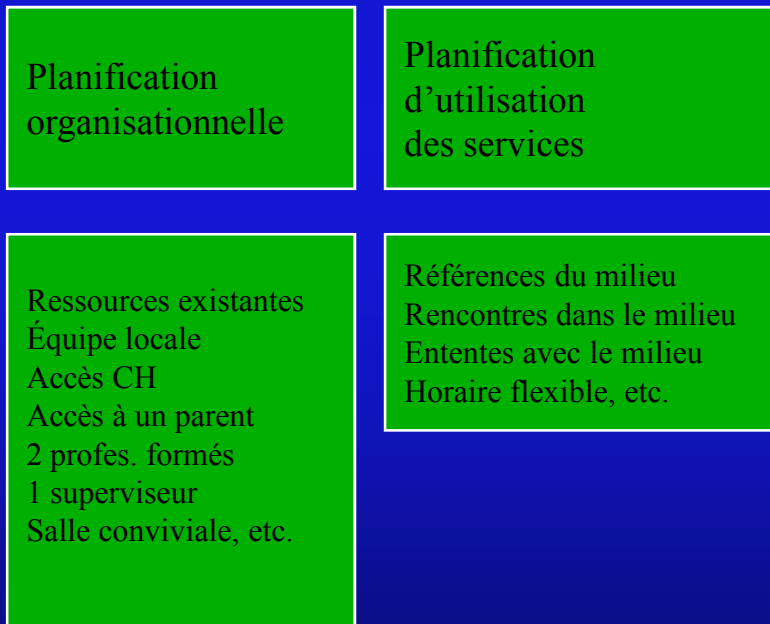 Planification
organisationnelle
Planification
d’utilisation
des services
Ressources existantes
Équipe locale
Accès CH
Accès à un parent
2 profes. formés
1 superviseur
Salle conviviale, etc.
Références du milieu
Rencontres dans le milieu
Ententes avec le milieu
Horaire flexible, etc.